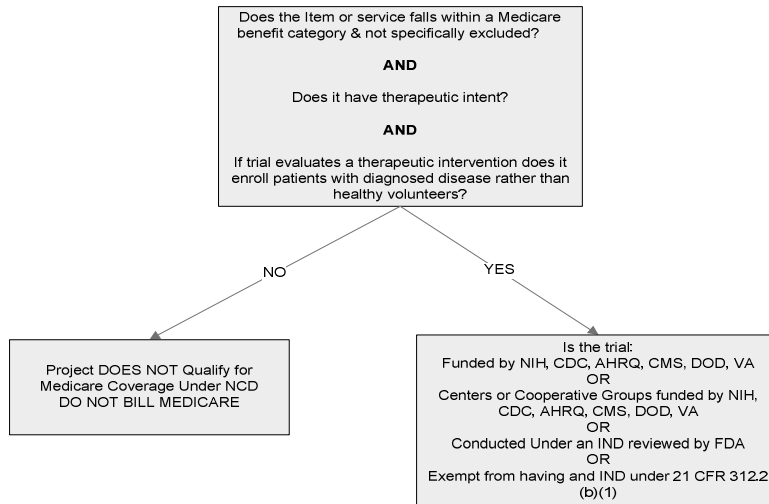 Does the Item or service falls within a Medicare
benefit category & not specifically excluded?
AND
Does it have therapeutic intent?
AND
If trial evaluates a therapeutic intervention does it
enroll patients with diagnosed disease rather than
healthy volunteers?
NO
YES
Project DOES NOT Qualify for
Medicare Coverage Under NCD
DO NOT BILL MEDICARE
Is the trial:
Funded by NIH, CDC, AHRQ, CMS, DOD, VA
OR
Centers or Cooperative Groups funded by NIH,
CDC, AHRQ, CMS, DOD, VA
OR
Conducted Under an IND reviewed by FDA
OR
Exempt from having and IND under 21 CFR 312.2
(b)(1)